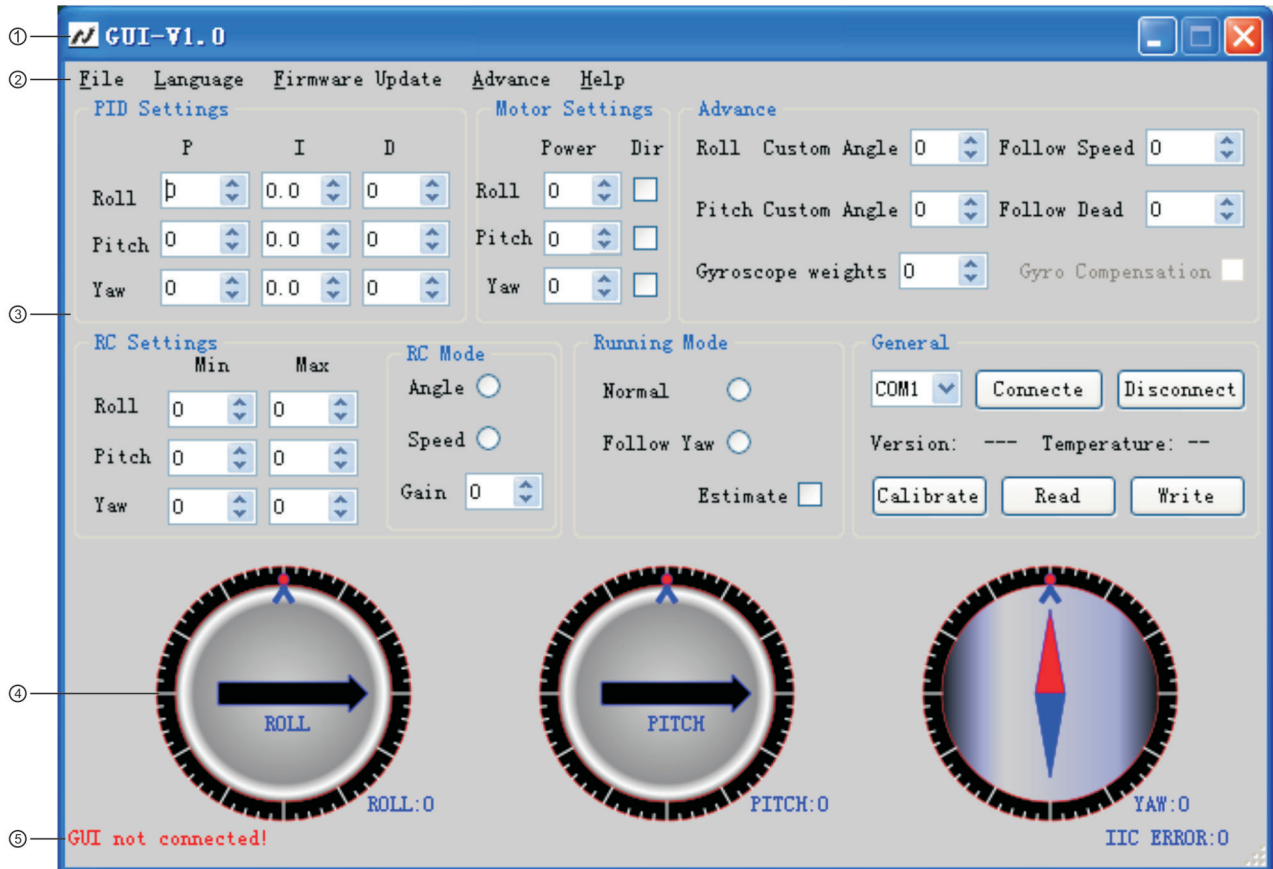 ① GUI-V1.0
② File Language Firmware Update Advance Help
PID Settings
P I D
Roll 0 0.0 0
Pitch 0 0.0 0
Yaw 0 0.0 0
Motor Settings
Power Dir
Roll 0
Pitch 0
Yaw 0
Advance
Roll Custom Angle 0 Follow Speed 0
Pitch Custom Angle 0 Follow Dead 0
Gyroscope weights 0 Gyro Compensation
③
RC Settings
Min Max
Roll 0 0
Pitch 0 0
Yaw 0 0
RC Mode
Angle
Speed
Gain 0
Running Mode
Normal
Follow Yaw
Estimate
General
COM1 Connecte Disconnect
Version: --- Temperature: --
Calibrate Read Write
④
ROLL
ROLL:0
PITCH
PITCH:0
YAW:0
⑤ GUI not connected!
IIC ERROR:0